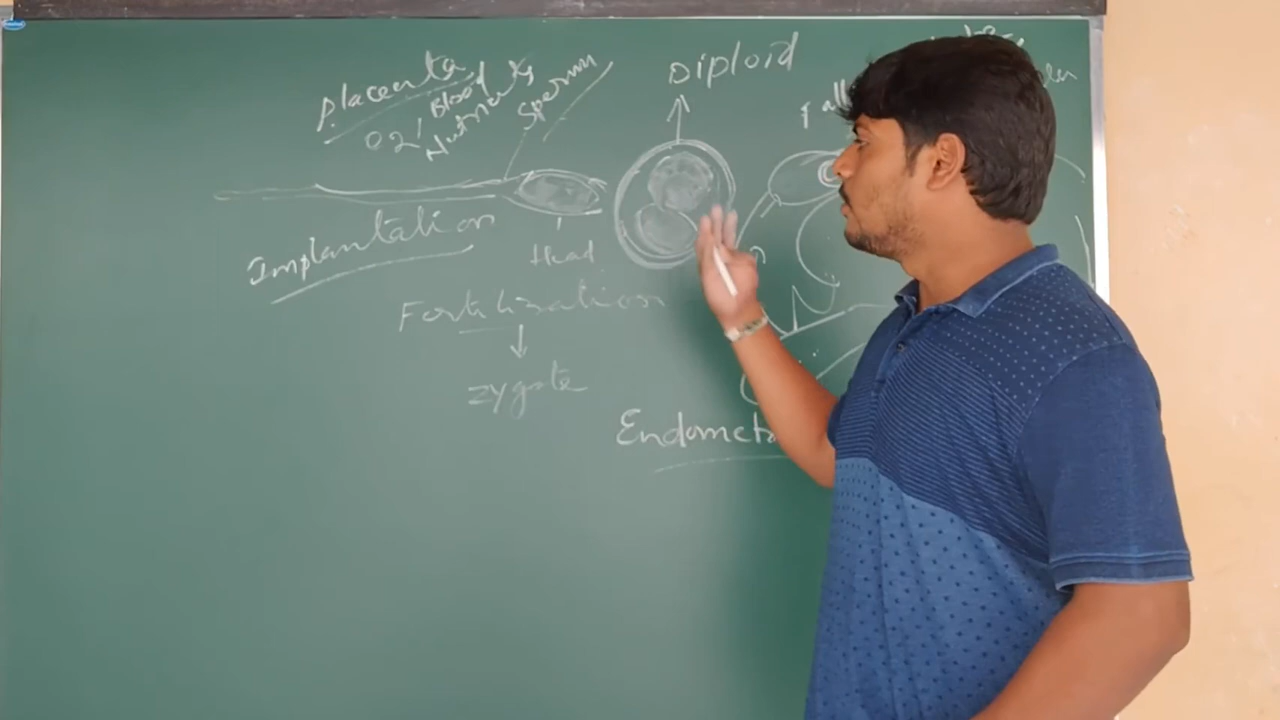 Placenta
O2, Blood
Nutrients
Sperm
Diploid
Implantation
Head
Fertilization
zygote